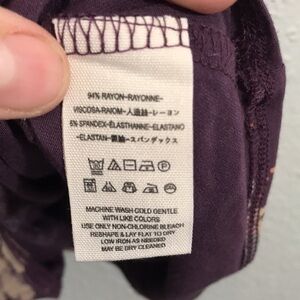 94% RAYON-RAYONNE-
VISCOSA-RAIOM-人造絲-レーヨン
6% SPANDEX-ÉLASTHANNE-ELASTANO
-ELASTAN-彈織-スパンデックス
MACHINE WASH COLD GENTLE
WITH LIKE COLORS
USE ONLY NON-CHLORINE BLEACH
RESHAPE & LAY FLAT TO DRY
LOW IRON AS NEEDED
MAY BE DRY CLEANED